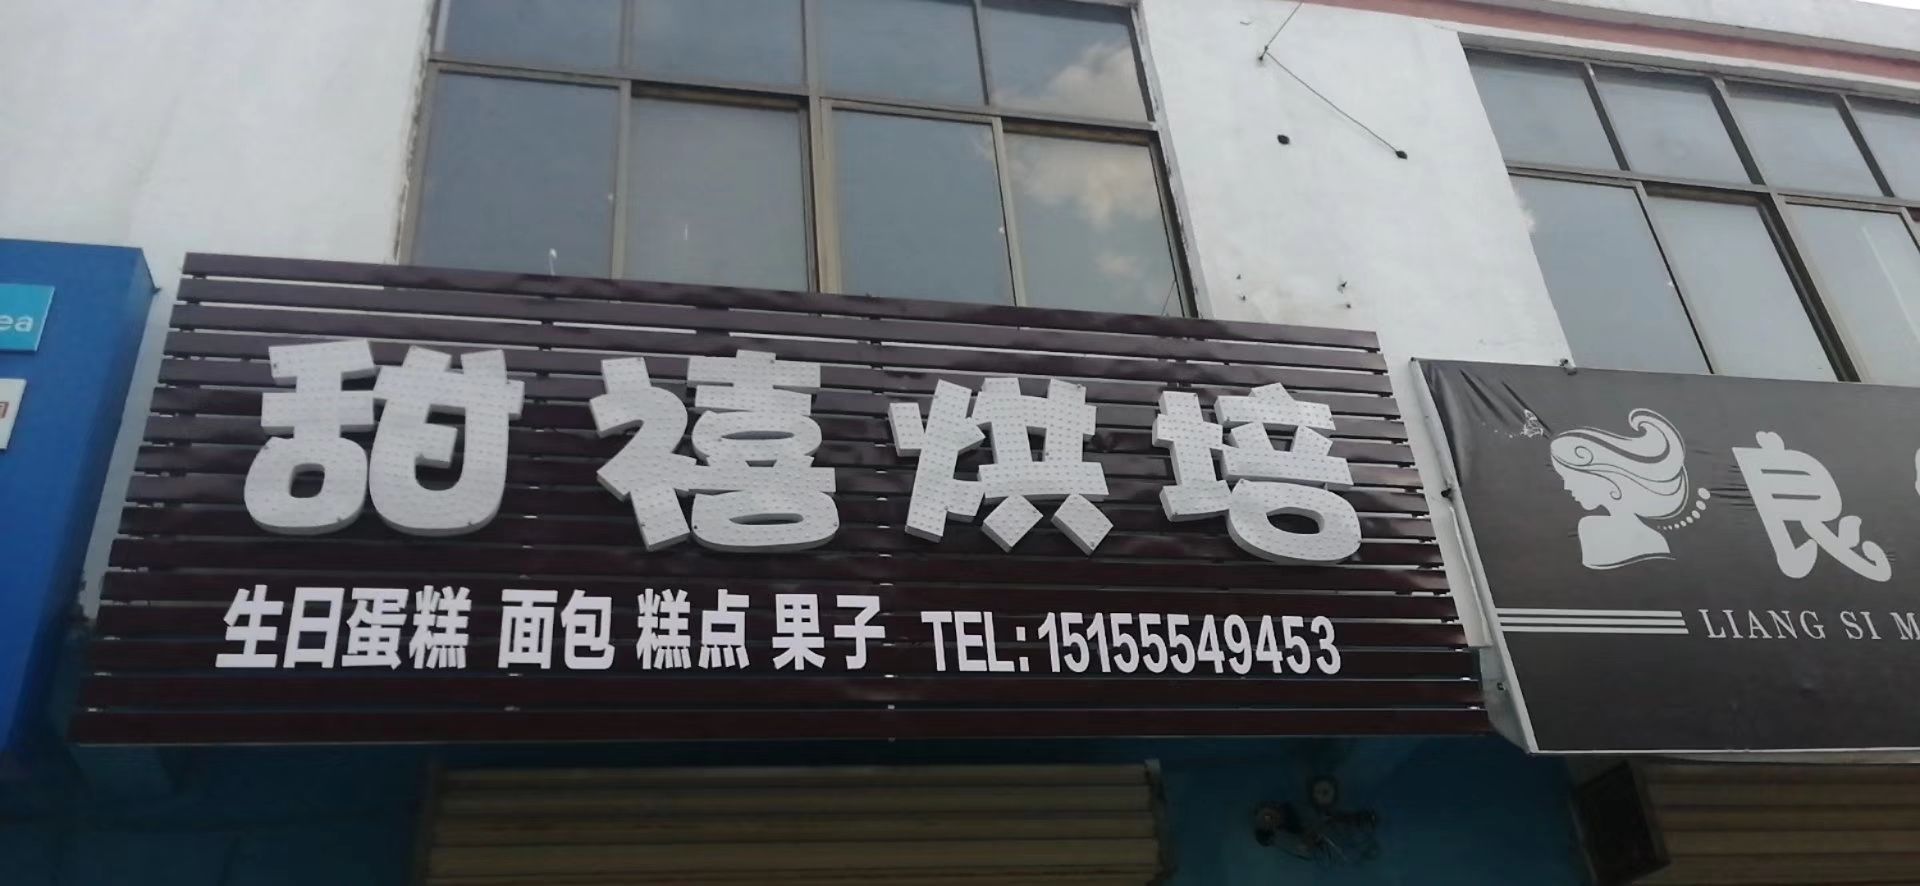 甜禧烘培
生日蛋糕 面包 糕点 果子 TEL:15155549453
良
LIANG SI M
ea